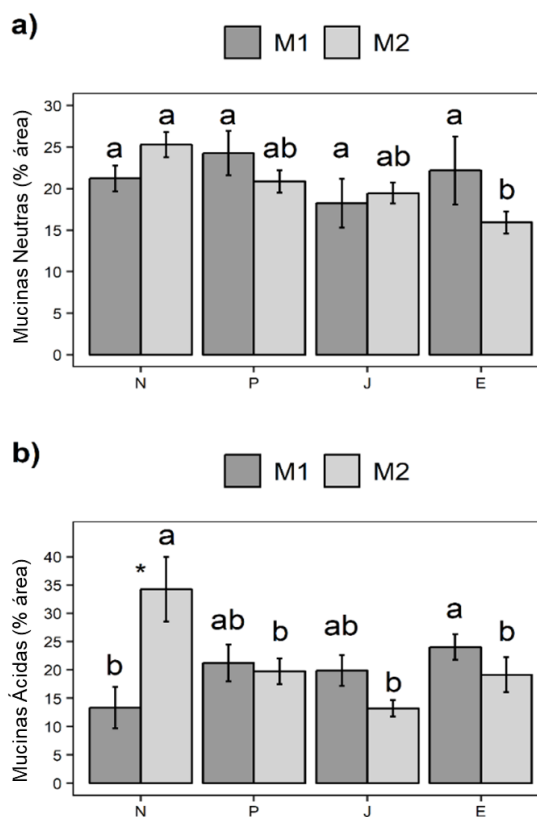 a)
M1 M2
Mucinas Neutras (% área)
30
25
20
15
10
5
0
a a a ab a ab a b
N P J E
b)
M1 M2
Mucinas Ácidas (% área)
40
35
30
25
20
15
10
5
0
b * a ab b ab b a b
N P J E